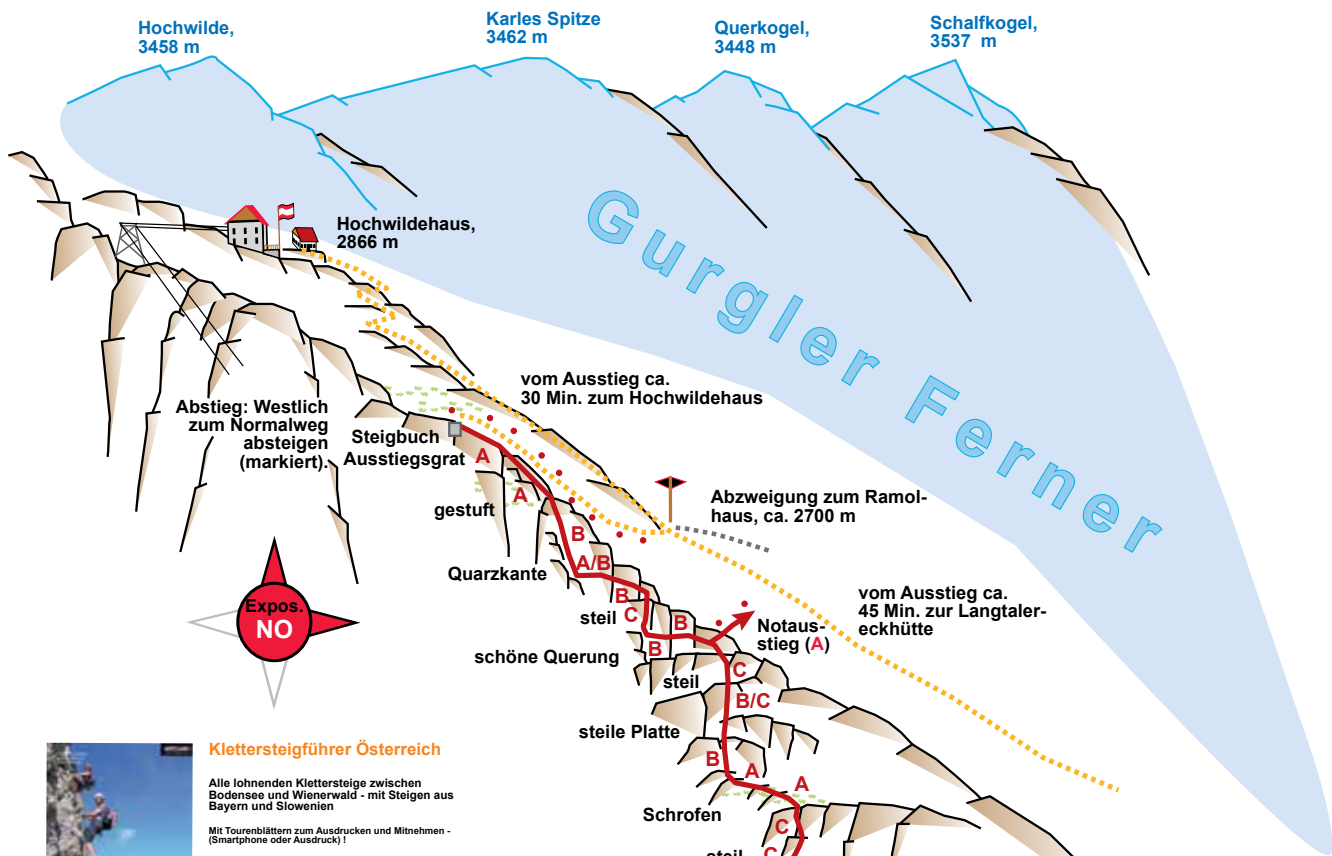 Hochwilde,
3458 m
Karles Spitze
3462 m
Querkogel,
3448 m
Schalfkogel,
3537 m
Gurgler Ferner
Hochwildehaus,
2866 m
vom Ausstieg ca.
30 Min. zum Hochwildehaus
Abstieg: Westlich
zum Normalweg
absteigen
(markiert).
Steigbuch
Ausstiegsgrat
A
A
gestuft
Abzweigung zum Ramol-
haus, ca. 2700 m
B
A/B
Quarzkante
B
C
steil
B
B
schöne Querung
Notaus-
stieg (A)
vom Ausstieg ca.
45 Min. zur Langtaler-
eckhütte
Expos.
NO
C
steil
B/C
steile Platte
B
A
A
Schrofen
C
steil
C
Klettersteigführer Österreich
Alle lohnenden Klettersteige zwischen
Bodensee und Wienerwald - mit Steigen aus
Bayern und Slowenien
Mit Tourenblättern zum Ausdrucken und Mitnehmen -
(Smartphone oder Ausdruck) !